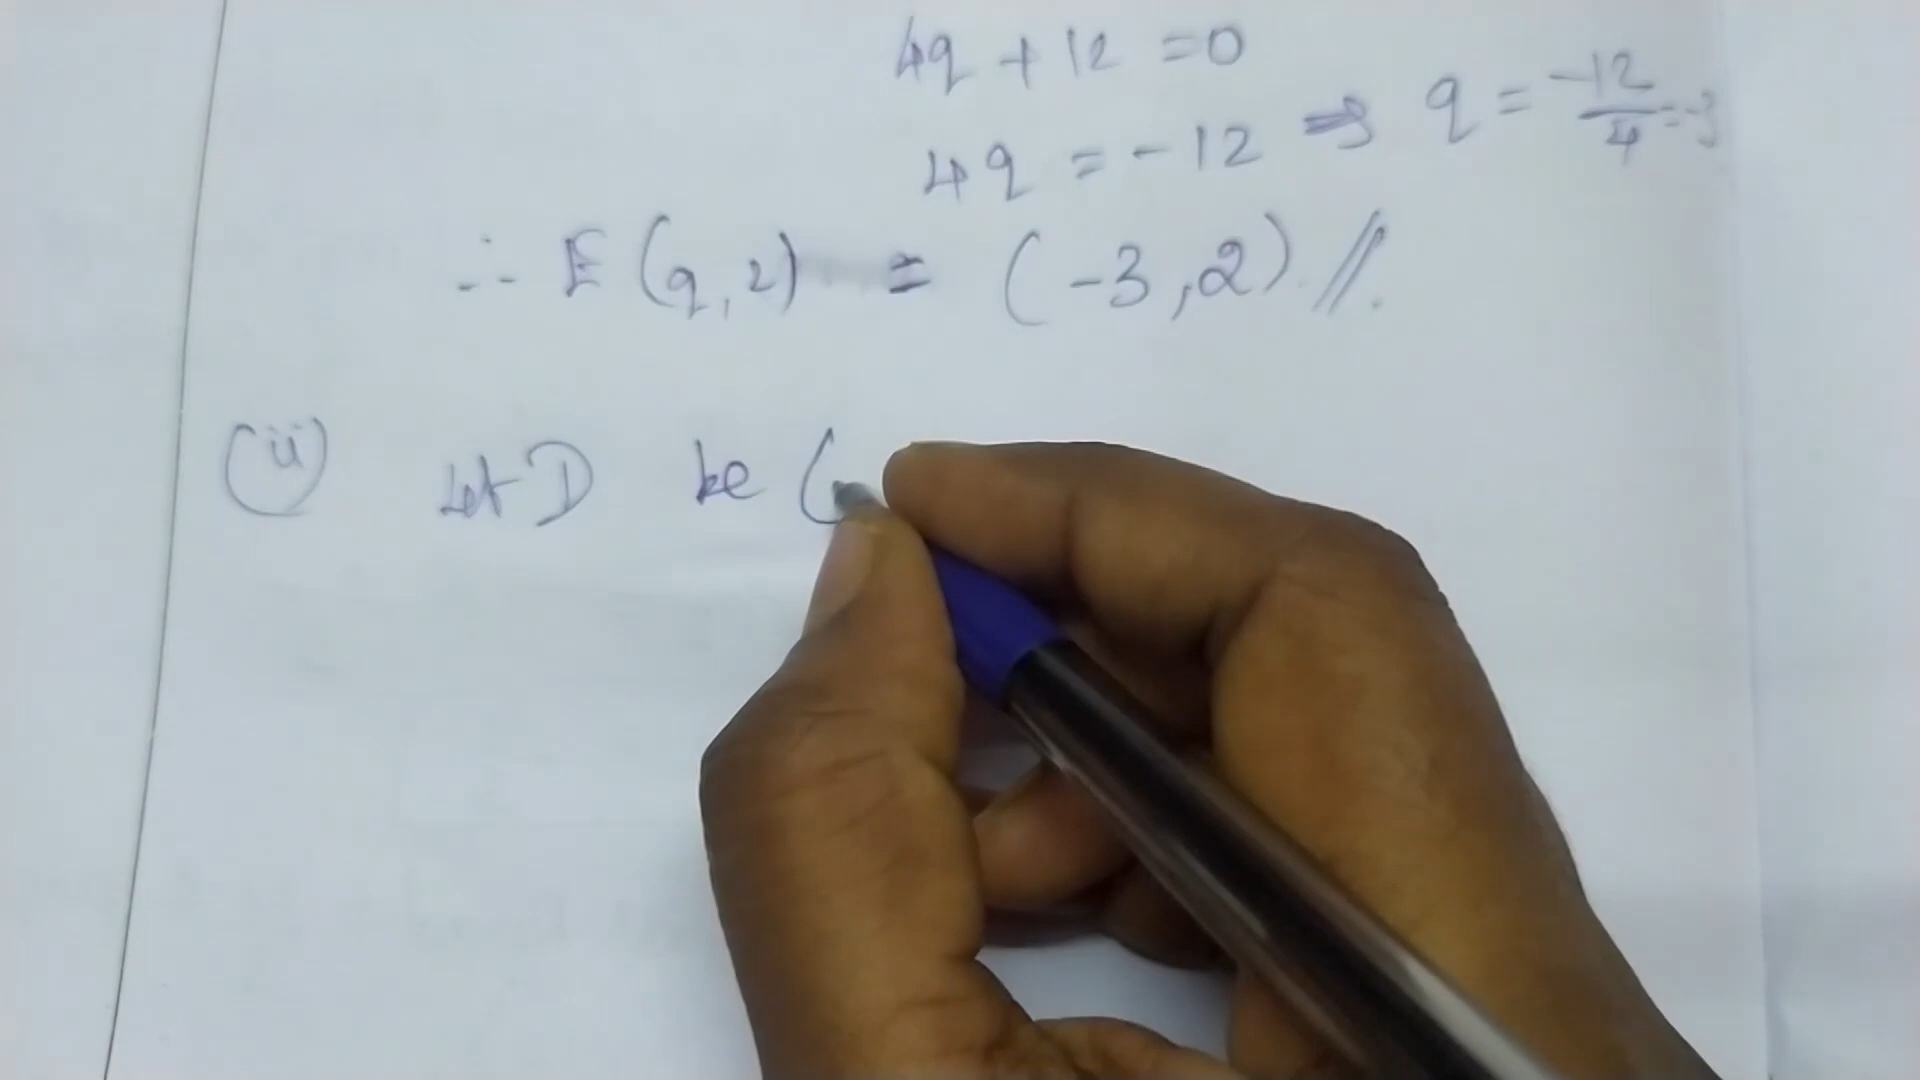 4q + 12 = 0
4q = -12 ⇒ q = -12/4 = -3
∴ E (q, 2) = (-3, 2) //.
(ii) Let D be (